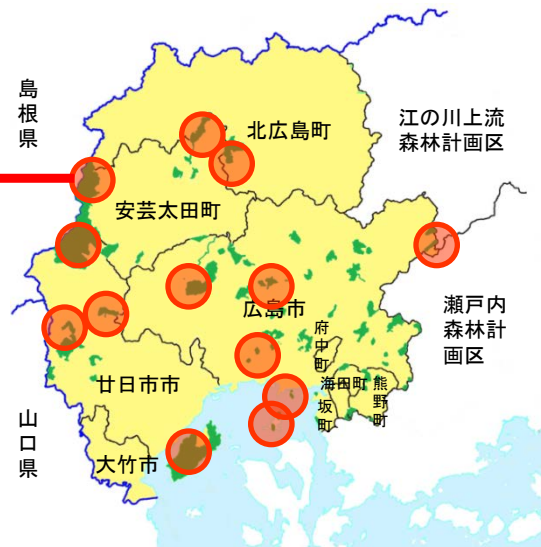 島根県
北広島町
江の川上流
森林計画区
安芸太田町
広島市
瀬戸内
森林計
画区
府中町
海田町
熊野町
坂町
廿日市市
山口県
大竹市